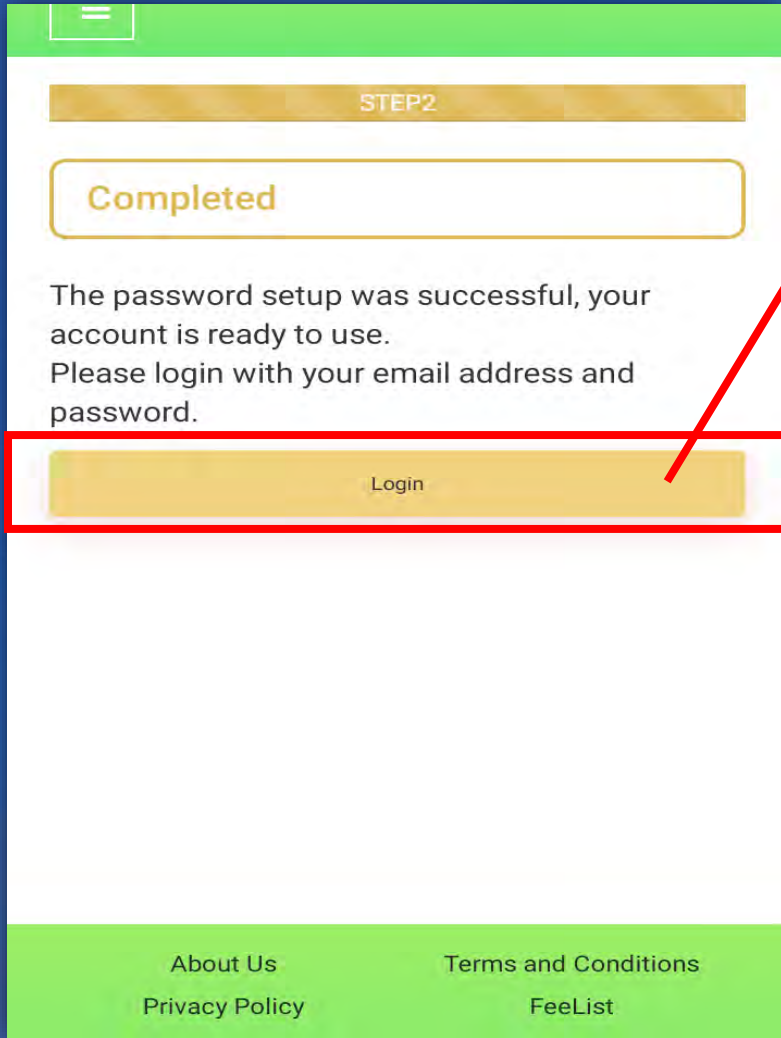 STEP2
Completed
The password setup was successful, your
account is ready to use.
Please login with your email address and
password.
Login
About Us
Terms and Conditions
Privacy Policy
FeeList